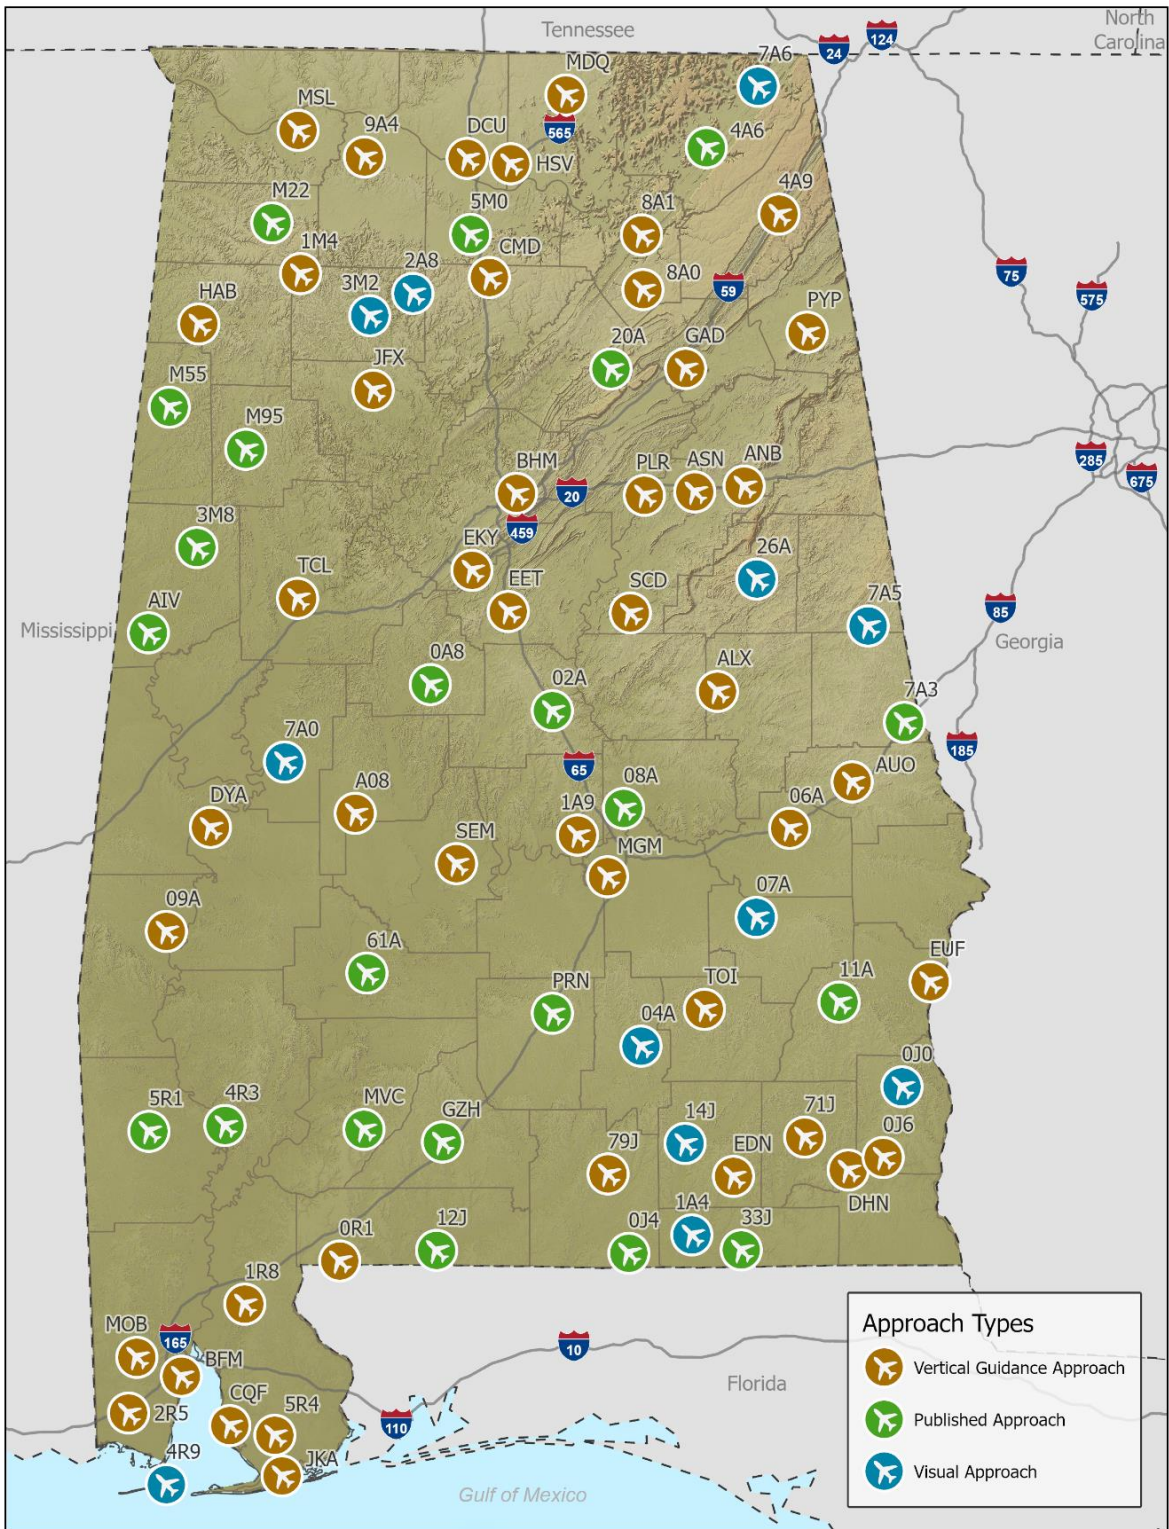 Tennessee
North
Carolina
24
124
7A6
MDQ
MSL
9A4
DCU
565
HSV
4A6
M22
5M0
8A1
4A9
1M4
2A8
CMD
3M2
8A0
59
75
575
HAB
PYP
JFX
20A
GAD
M55
M95
BHM
PLR
ASN
ANB
20
285
675
3M8
459
EKY
26A
TCL
EET
SCD
7A5
AIV
85
Mississippi
Georgia
0A8
02A
ALX
7A3
7A0
185
65
AUO
A08
08A
1A9
06A
DYA
SEM
MGM
07A
09A
61A
EUF
PRN
TOI
11A
04A
0J0
5R1
4R3
MVC
GZH
14J
71J
0J6
79J
EDN
DHN
0R1
12J
0J4
1A4
33J
1R8
MOB
165
BFM
10
Florida
2R5
CQF
5R4
110
4R9
JKA
Gulf of Mexico
Approach Types
Vertical Guidance Approach
Published Approach
Visual Approach